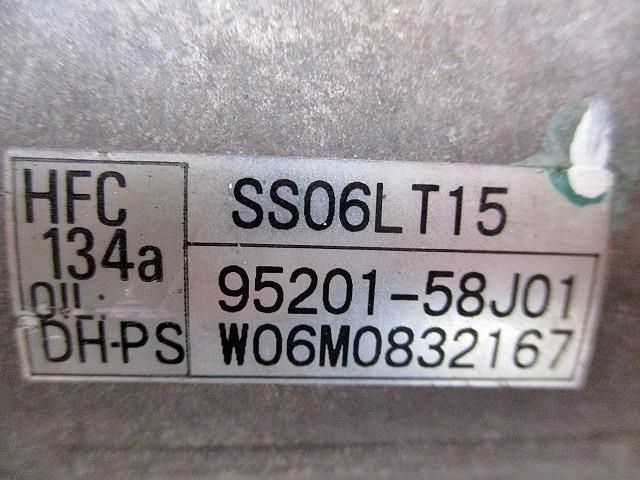 HFC
134a
OIL:
DH-PS
SS06LT15
95201-58J01
W06M0832167